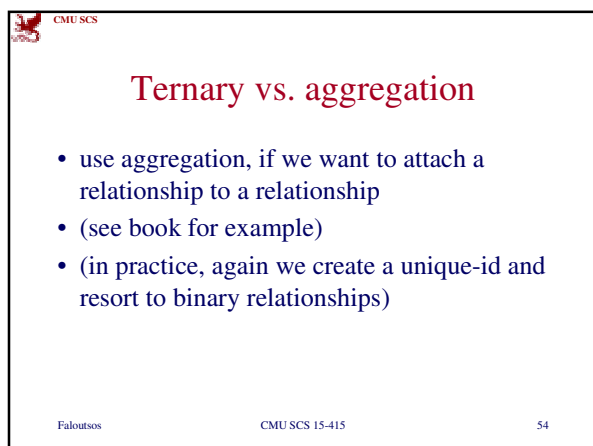 CMU SCS
Ternary vs. aggregation
• use aggregation, if we want to attach a
relationship to a relationship
• (see book for example)
• (in practice, again we create a unique-id and
resort to binary relationships)
Faloutsos CMU SCS 15-415 54